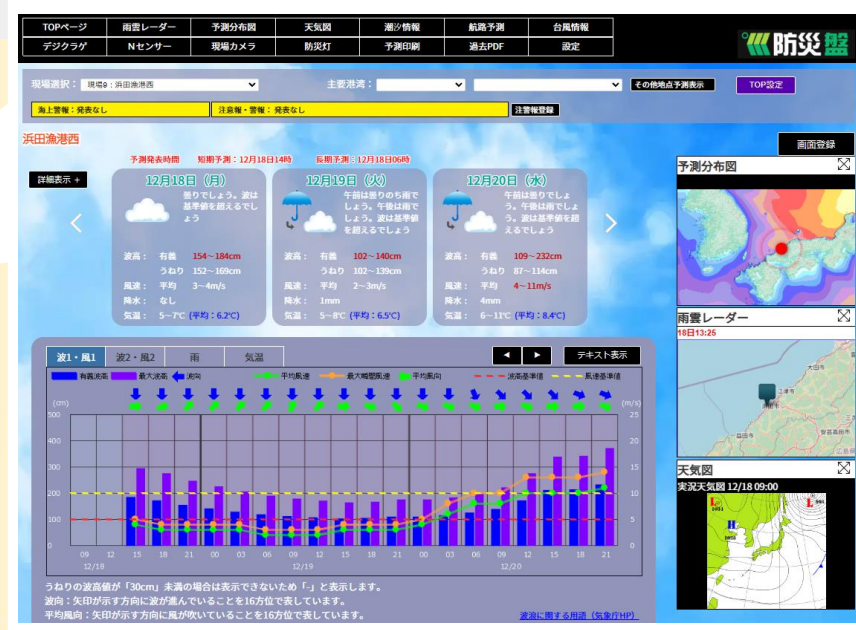 TOPページ 雨雲レーダー 予測分布図 天気図 潮汐情報 航路予測 台風情報
デジクラゲ Nセンサー 現場カメラ 防災灯 予測印刷 過去PDF 設定
防災盤
現場選択： 現場9：浜田漁港西 主要港湾： その他地点予測表示 TOP設定
海上警報：発表なし 注意報・警報：発表なし 注警報登録
浜田漁港西
画面登録
予測発表時間 短期予測：12月18日14時 長期予測：12月18日06時
詳細表示 +
12月18日（月）
曇りでしょう。波は
基準値を超えるでし
ょう
波高： 有義 154～184cm
うねり 152～169cm
風速： 平均 3～4m/s
降水： なし
気温： 5～7℃ (平均：6.2℃)
12月19日（火）
午前は曇りのち雨で
しょう。午後は雨で
しょう。波は基準値
を超えるでしょう
波高： 有義 102～140cm
うねり 102～139cm
風速： 平均 2～3m/s
降水： 1mm
気温： 5～8℃ (平均：6.5℃)
12月20日（水）
午前は曇りでしょ
う。午後は雨でしょ
う。波は基準値を超
えるでしょう
波高： 有義 109～232cm
うねり 87～114cm
風速： 平均 4～11m/s
降水： 4mm
気温： 6～11℃ (平均：8.4℃)
予測分布図
雨雲レーダー
18日13:25
大田市
江津市
浜田市
益田市
安芸高田市
天気図
実況天気図 12/18 09:00
L
H
L
波1・風1 波2・風2 雨 気温
テキスト表示
有義波高 最大波高 波向 平均風速 最大瞬間風速 平均風向 波高基準値 風速基準値
(cm) (m/s)
500 25
400 20
300 15
200 10
100 5
0 0
09 12 15 18 21 00 03 06 09 12 15 18 21 00 03 06 09 12 15 18 21
12/18 12/19 12/20
うねりの波高値が「30cm」未満の場合は表示できないため「-」と表示します。
波向：矢印が示す方向に波が進んでいることを16方位で表しています。
平均風向：矢印が示す方向に風が吹いていることを16方位で表しています。
波浪に関する用語（気象庁HP）